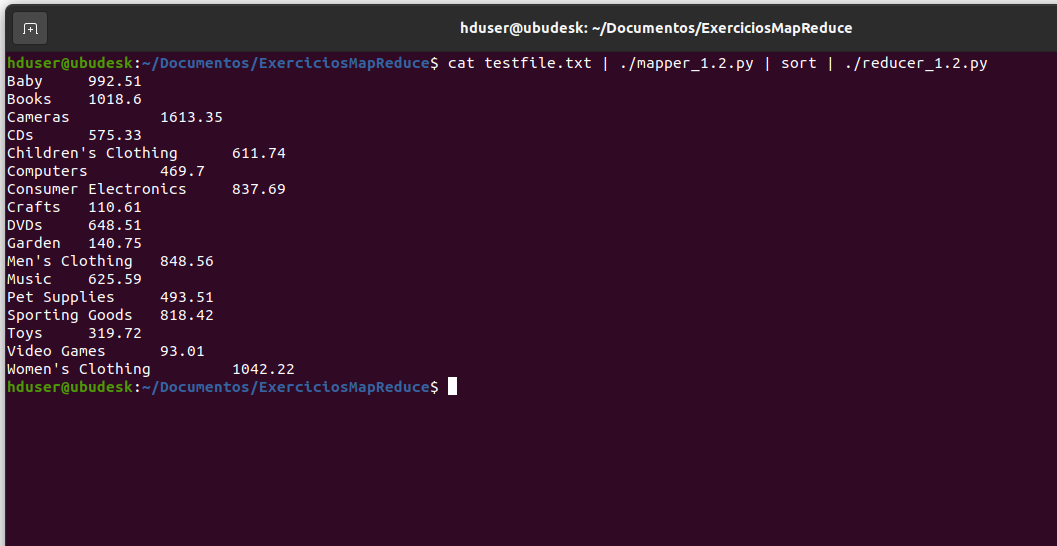 hduser@ubudesk: ~/Documentos/ExerciciosMapReduce
hduser@ubudesk:~/Documentos/ExerciciosMapReduce$ cat testfile.txt | ./mapper_1.2.py | sort | ./reducer_1.2.py
Baby 992.51
Books 1018.6
Cameras 1613.35
CDs 575.33
Children's Clothing 611.74
Computers 469.7
Consumer Electronics 837.69
Crafts 110.61
DVDs 648.51
Garden 140.75
Men's Clothing 848.56
Music 625.59
Pet Supplies 493.51
Sporting Goods 818.42
Toys 319.72
Video Games 93.01
Women's Clothing 1042.22
hduser@ubudesk:~/Documentos/ExerciciosMapReduce$